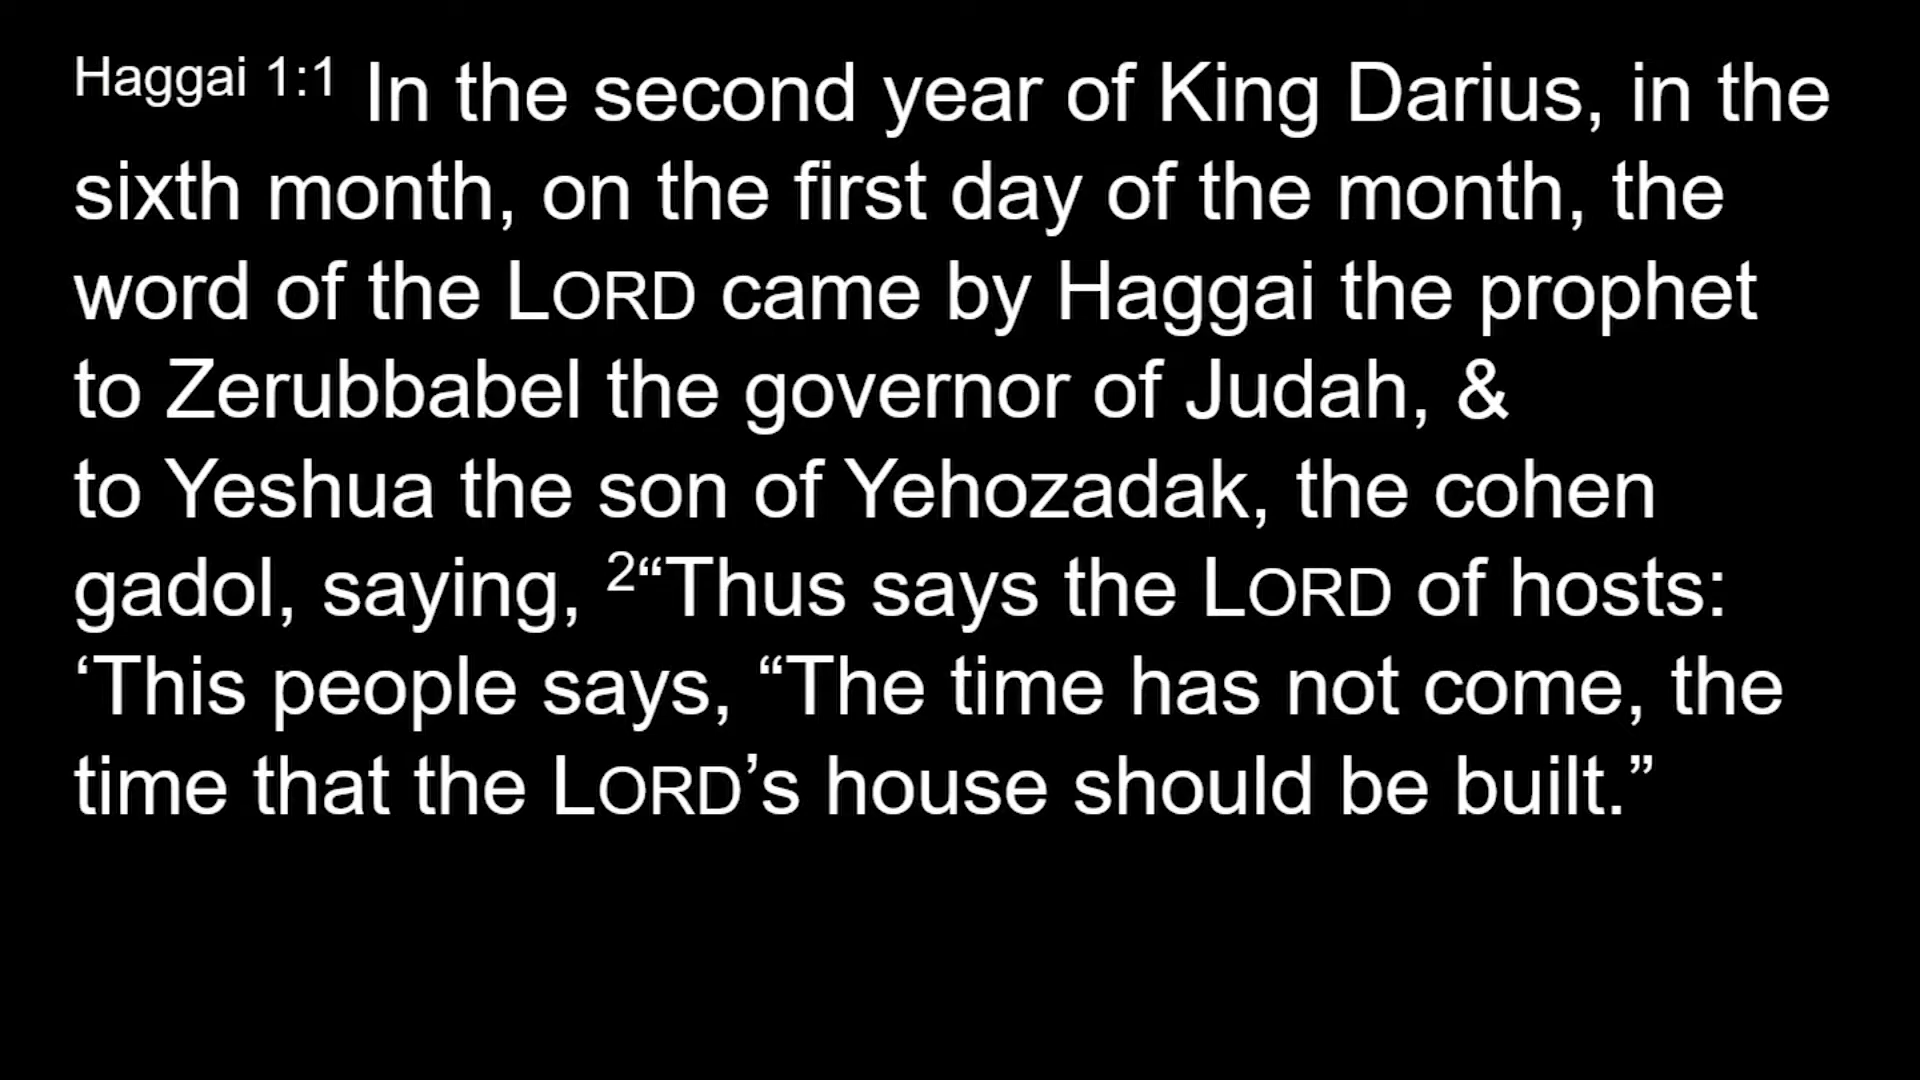 Haggai 1:1 In the second year of King Darius, in the
sixth month, on the first day of the month, the
word of the LORD came by Haggai the prophet
to Zerubbabel the governor of Judah, &
to Yeshua the son of Yehozadak, the cohen
gadol, saying, 2“Thus says the LORD of hosts:
‘This people says, “The time has not come, the
time that the LORD’s house should be built.”